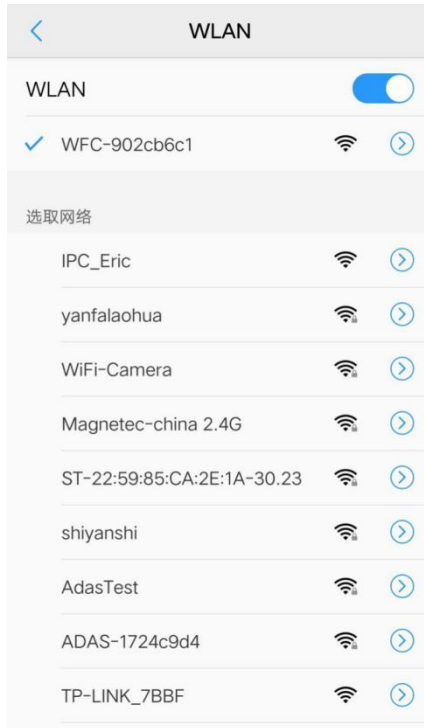 WLAN
WLAN
WFC-902cb6c1
选取网络
IPC_Eric
yanfalaohua
WiFi-Camera
Magnetec-china 2.4G
ST-22:59:85:CA:2E:1A-30.23
shiyanshi
AdasTest
ADAS-1724c9d4
TP-LINK_7BBF